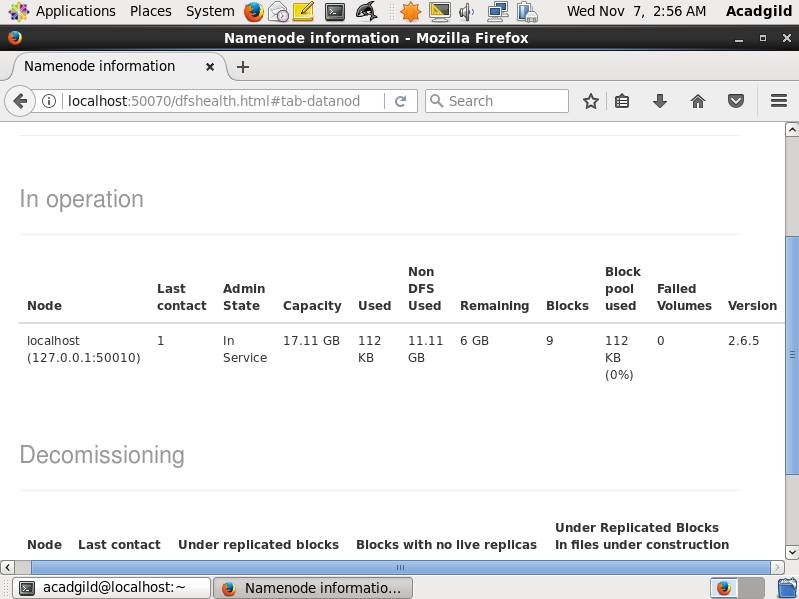 Applications Places System Wed Nov 7, 2:56 AM Acadgild
Namenode information - Mozilla Firefox
Namenode information
localhost:50070/dfshealth.html#tab-datanod Search
In operation
Node Last contact Admin State Capacity Used Non DFS Used Remaining Blocks Block pool used Failed Volumes Version
localhost (127.0.0.1:50010) 1 In Service 17.11 GB 112 KB 11.11 GB 6 GB 9 112 KB (0%) 0 2.6.5
Decomissioning
Node Last contact Under replicated blocks Blocks with no live replicas Under Replicated Blocks In files under construction
acadgild@localhost:~ Namenode informatio...